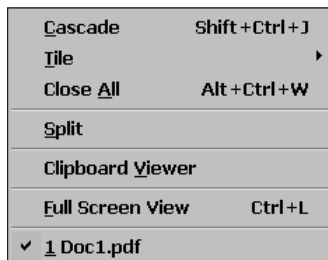 Cascade Shift+Ctrl+J
Tile
Close All Alt+Ctrl+W
Split
Clipboard Viewer
Full Screen View Ctrl+L
1 Doc1.pdf